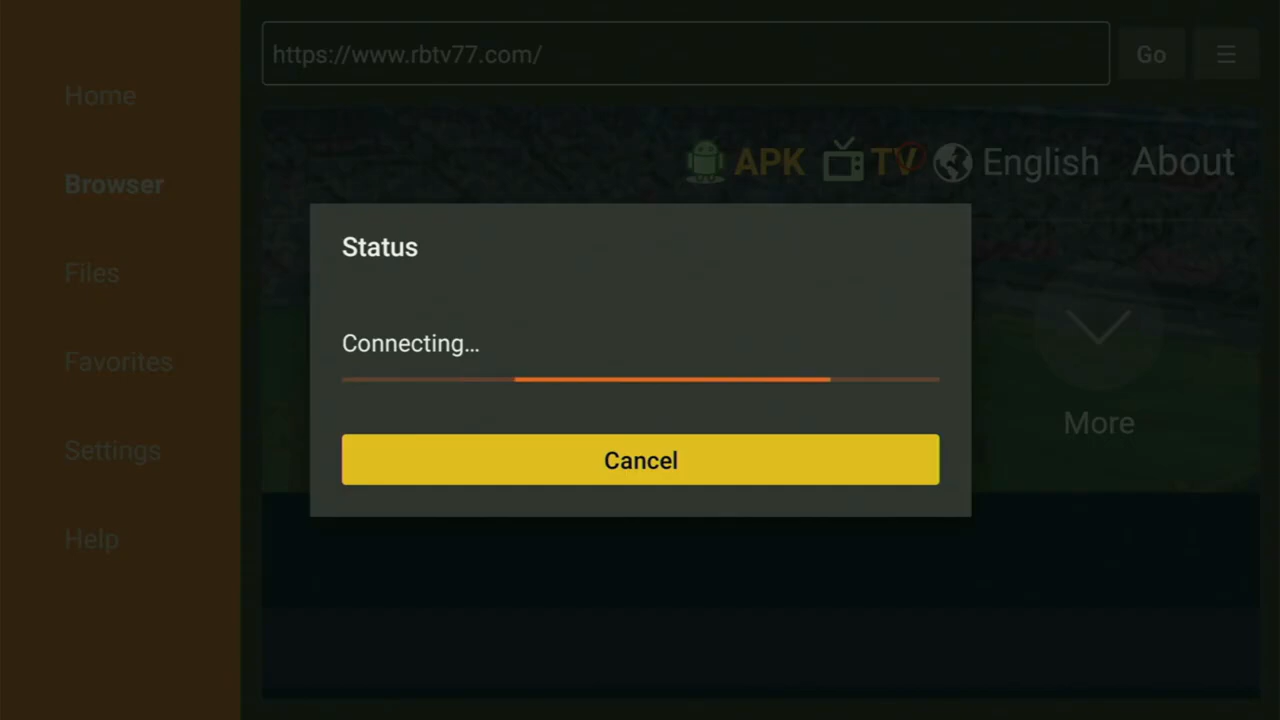 Home
Browser
Files
Favorites
Settings
Help
https://www.rbtv77.com/
Go
APK TV English About
Status
Connecting...
Cancel
More